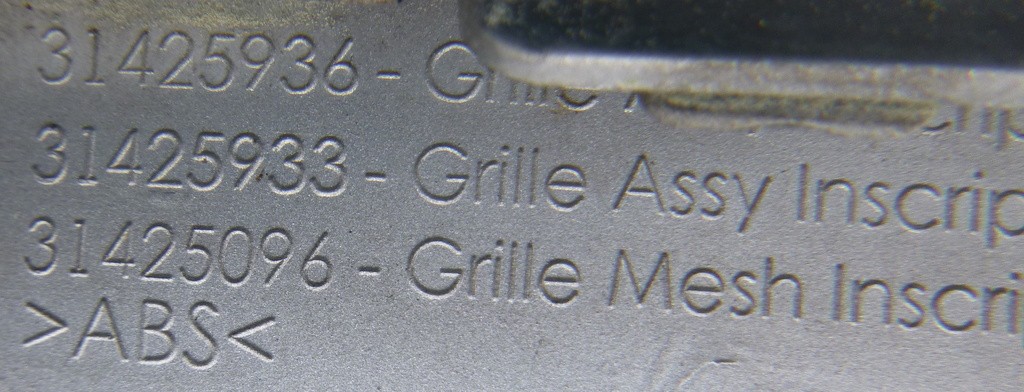 31425936 -
31425933 - Grille Assy Inscrip
31425096 - Grille Mesh Inscri
>ABS<